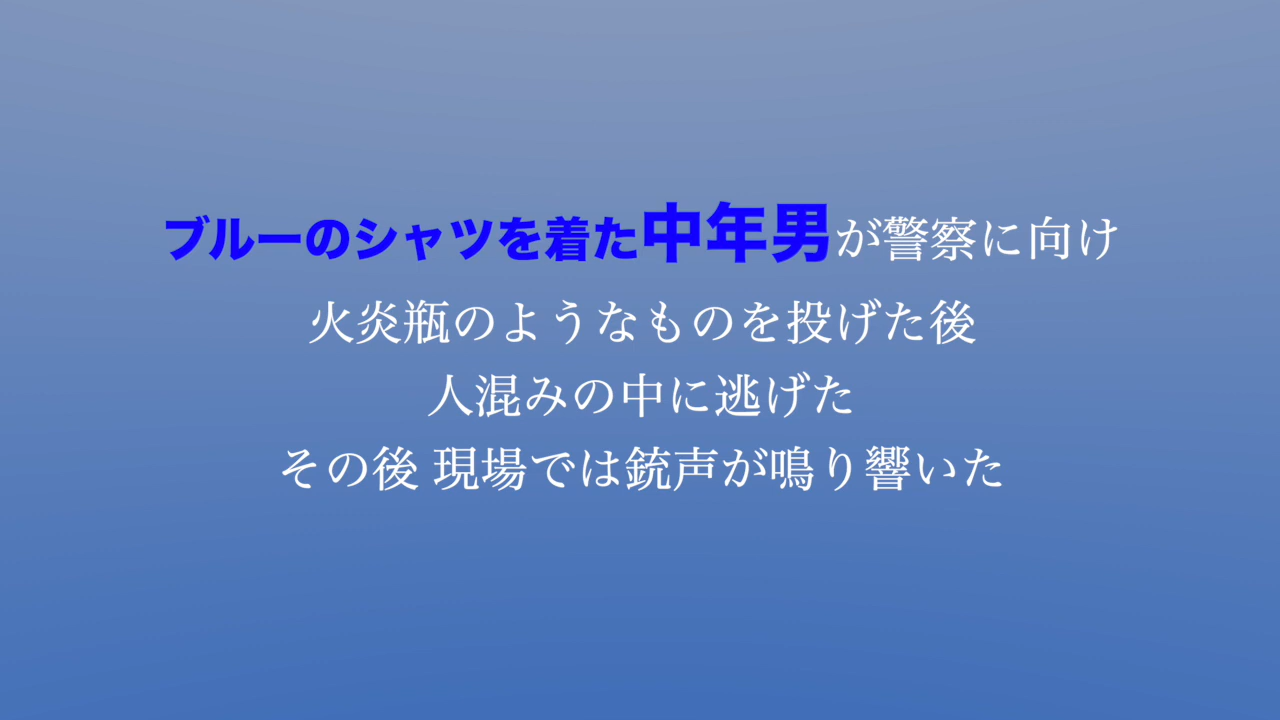 ブルーのシャツを着た中年男が警察に向け
火炎瓶のようなものを投げた後
人混みの中に逃げた
その後 現場では銃声が鳴り響いた